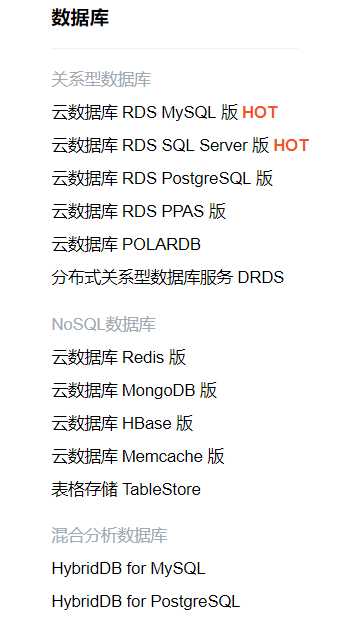 数据库
关系型数据库
云数据库 RDS MySQL 版 HOT
云数据库 RDS SQL Server 版 HOT
云数据库 RDS PostgreSQL 版
云数据库 RDS PPAS 版
云数据库 POLARDB
分布式关系型数据库服务 DRDS
NoSQL数据库
云数据库 Redis 版
云数据库 MongoDB 版
云数据库 HBase 版
云数据库 Memcache 版
表格存储 TableStore
混合分析数据库
HybridDB for MySQL
HybridDB for PostgreSQL